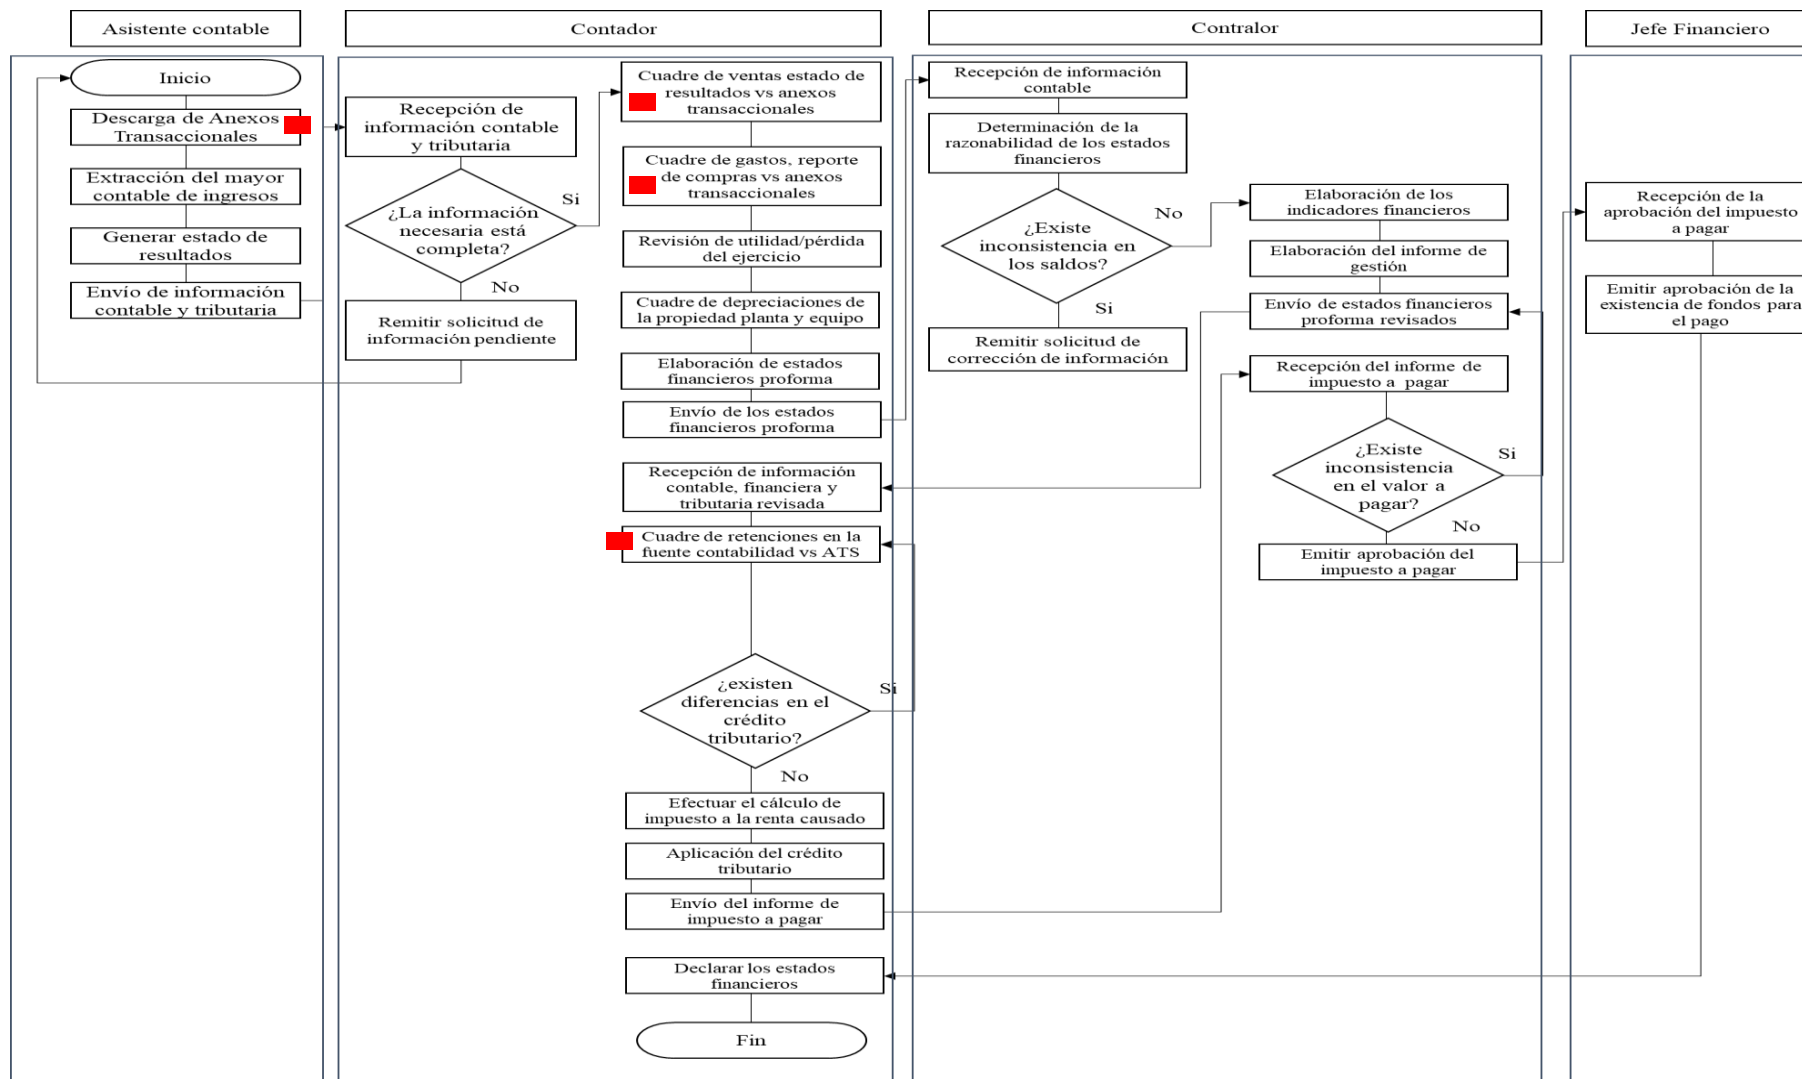 Asistente contable
Contador
Contralor
Jefe Financiero
Inicio
Descarga de Anexos
Transaccionales
Extracción del mayor
contable de ingresos
Generar estado de
resultados
Envío de información
contable y tributaria
Recepción de
información contable
y tributaria
¿La información
necesaria está
completa?
Si
No
Remitir solicitud de
información pendiente
Cuadre de ventas estado de
resultados vs anexos
transaccionales
Cuadre de gastos, reporte
de compras vs anexos
transaccionales
Revisión de utilidad/pérdida
del ejercicio
Cuadre de depreciaciones de
la propiedad planta y equipo
Elaboración de estados
financieros proforma
Envío de los estados
financieros proforma
Recepción de información
contable, financiera y
tributaria revisada
Cuadre de retenciones en la
fuente contabilidad vs ATS
¿existen
diferencias en el
crédito
tributario?
Si
No
Efectuar el cálculo de
impuesto a la renta causado
Aplicación del crédito
tributario
Envío del informe de
impuesto a pagar
Declarar los estados
financieros
Fin
Recepción de información
contable
Determinación de la
razonabilidad de los estados
financieros
¿Existe
inconsistencia en
los saldos?
No
Si
Remitir solicitud de
corrección de información
Elaboración de los
indicadores financieros
Elaboración del informe de
gestión
Envío de estados financieros
proforma revisados
Recepción del informe de
impuesto a pagar
¿Existe
inconsistencia
en el valor a
pagar?
Si
No
Emitir aprobación del
impuesto a pagar
Recepción de la
aprobación del impuesto
a pagar
Emitir aprobación de la
existencia de fondos para
el pago